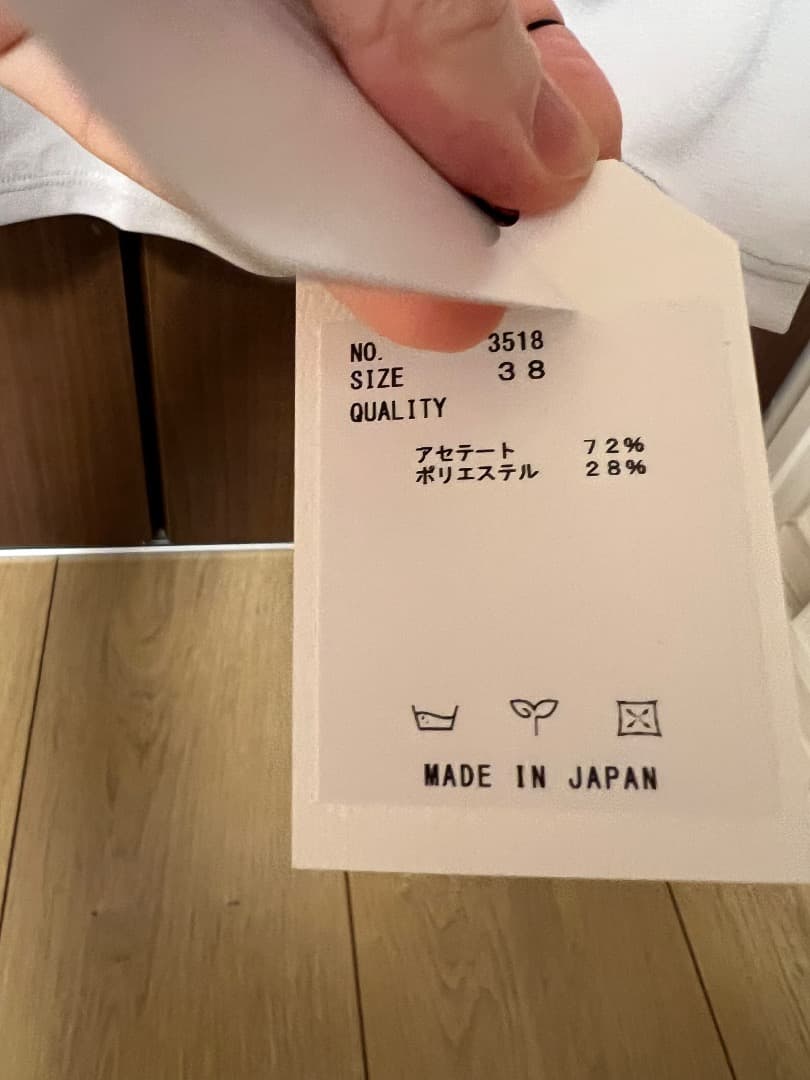 NO. 3518
SIZE 38
QUALITY
アセテート 72%
ポリエステル 28%
MADE IN JAPAN